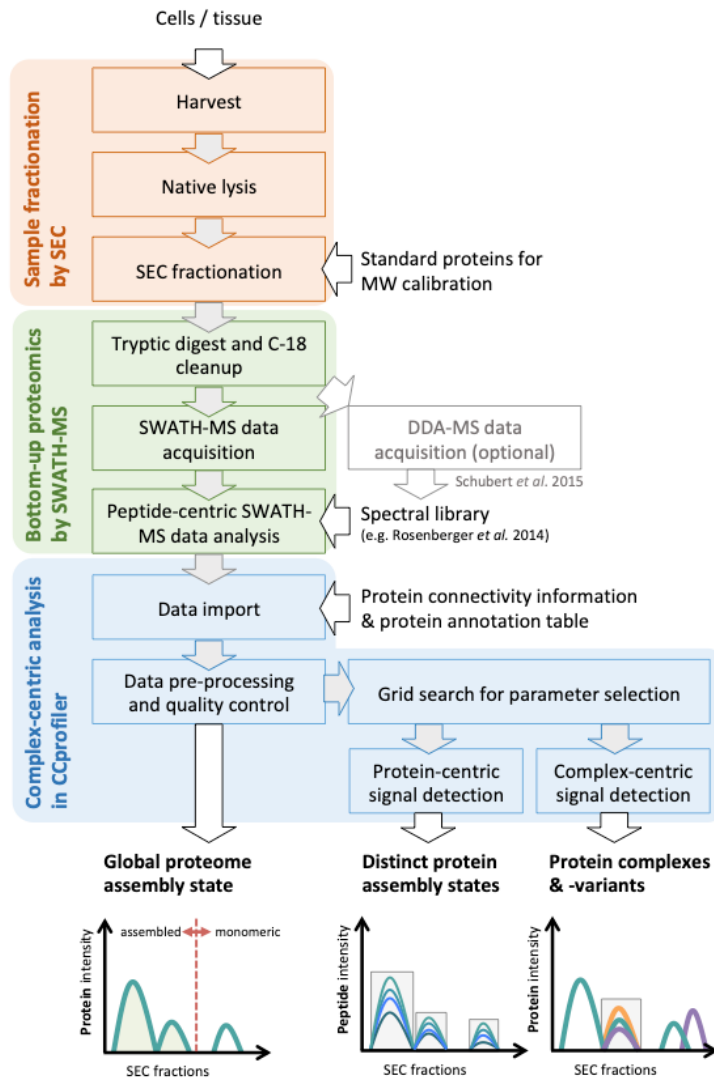 Cells / tissue
Sample fractionation
by SEC
Harvest
Native lysis
SEC fractionation
Standard proteins for
MW calibration
Bottom-up proteomics
by SWATH-MS
Tryptic digest and C-18
cleanup
SWATH-MS data
acquisition
DDA-MS data
acquisition (optional)
Schubert et al. 2015
Peptide-centric SWATH-
MS data analysis
Spectral library
(e.g. Rosenberger et al. 2014)
Complex-centric analysis
in CCprofiler
Data import
Protein connectivity information
& protein annotation table
Data pre-processing
and quality control
Grid search for parameter selection
Protein-centric
signal detection
Complex-centric
signal detection
Global proteome
assembly state
Distinct protein
assembly states
Protein complexes
& -variants
Protein intensity
assembled
monomeric
SEC fractions
Peptide intensity
SEC fractions
Protein intensity
SEC fractions